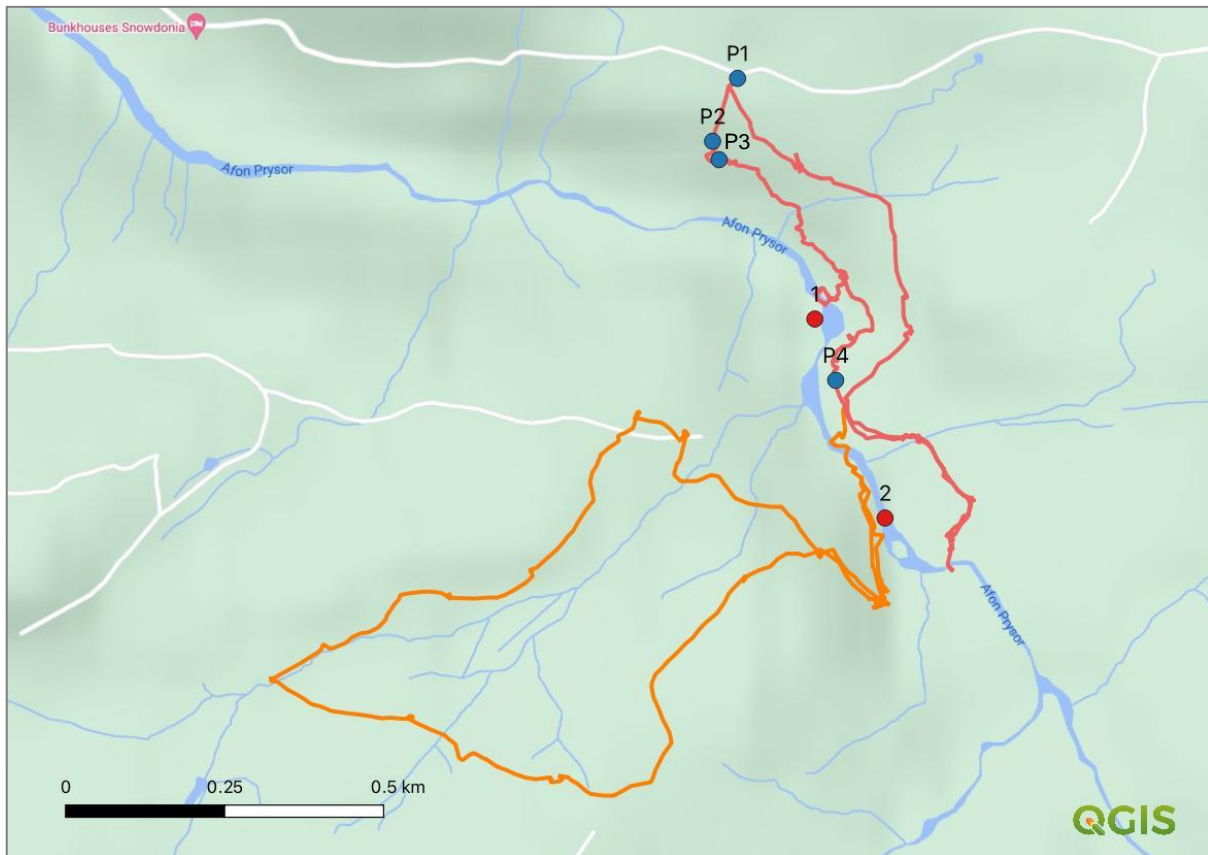 Bunkhouses Snowdonia
P1
P2
P3
Afon Prysor
Afon Prysor
1
P4
2
Afon Prysor
0 0.25 0.5 km
QGIS